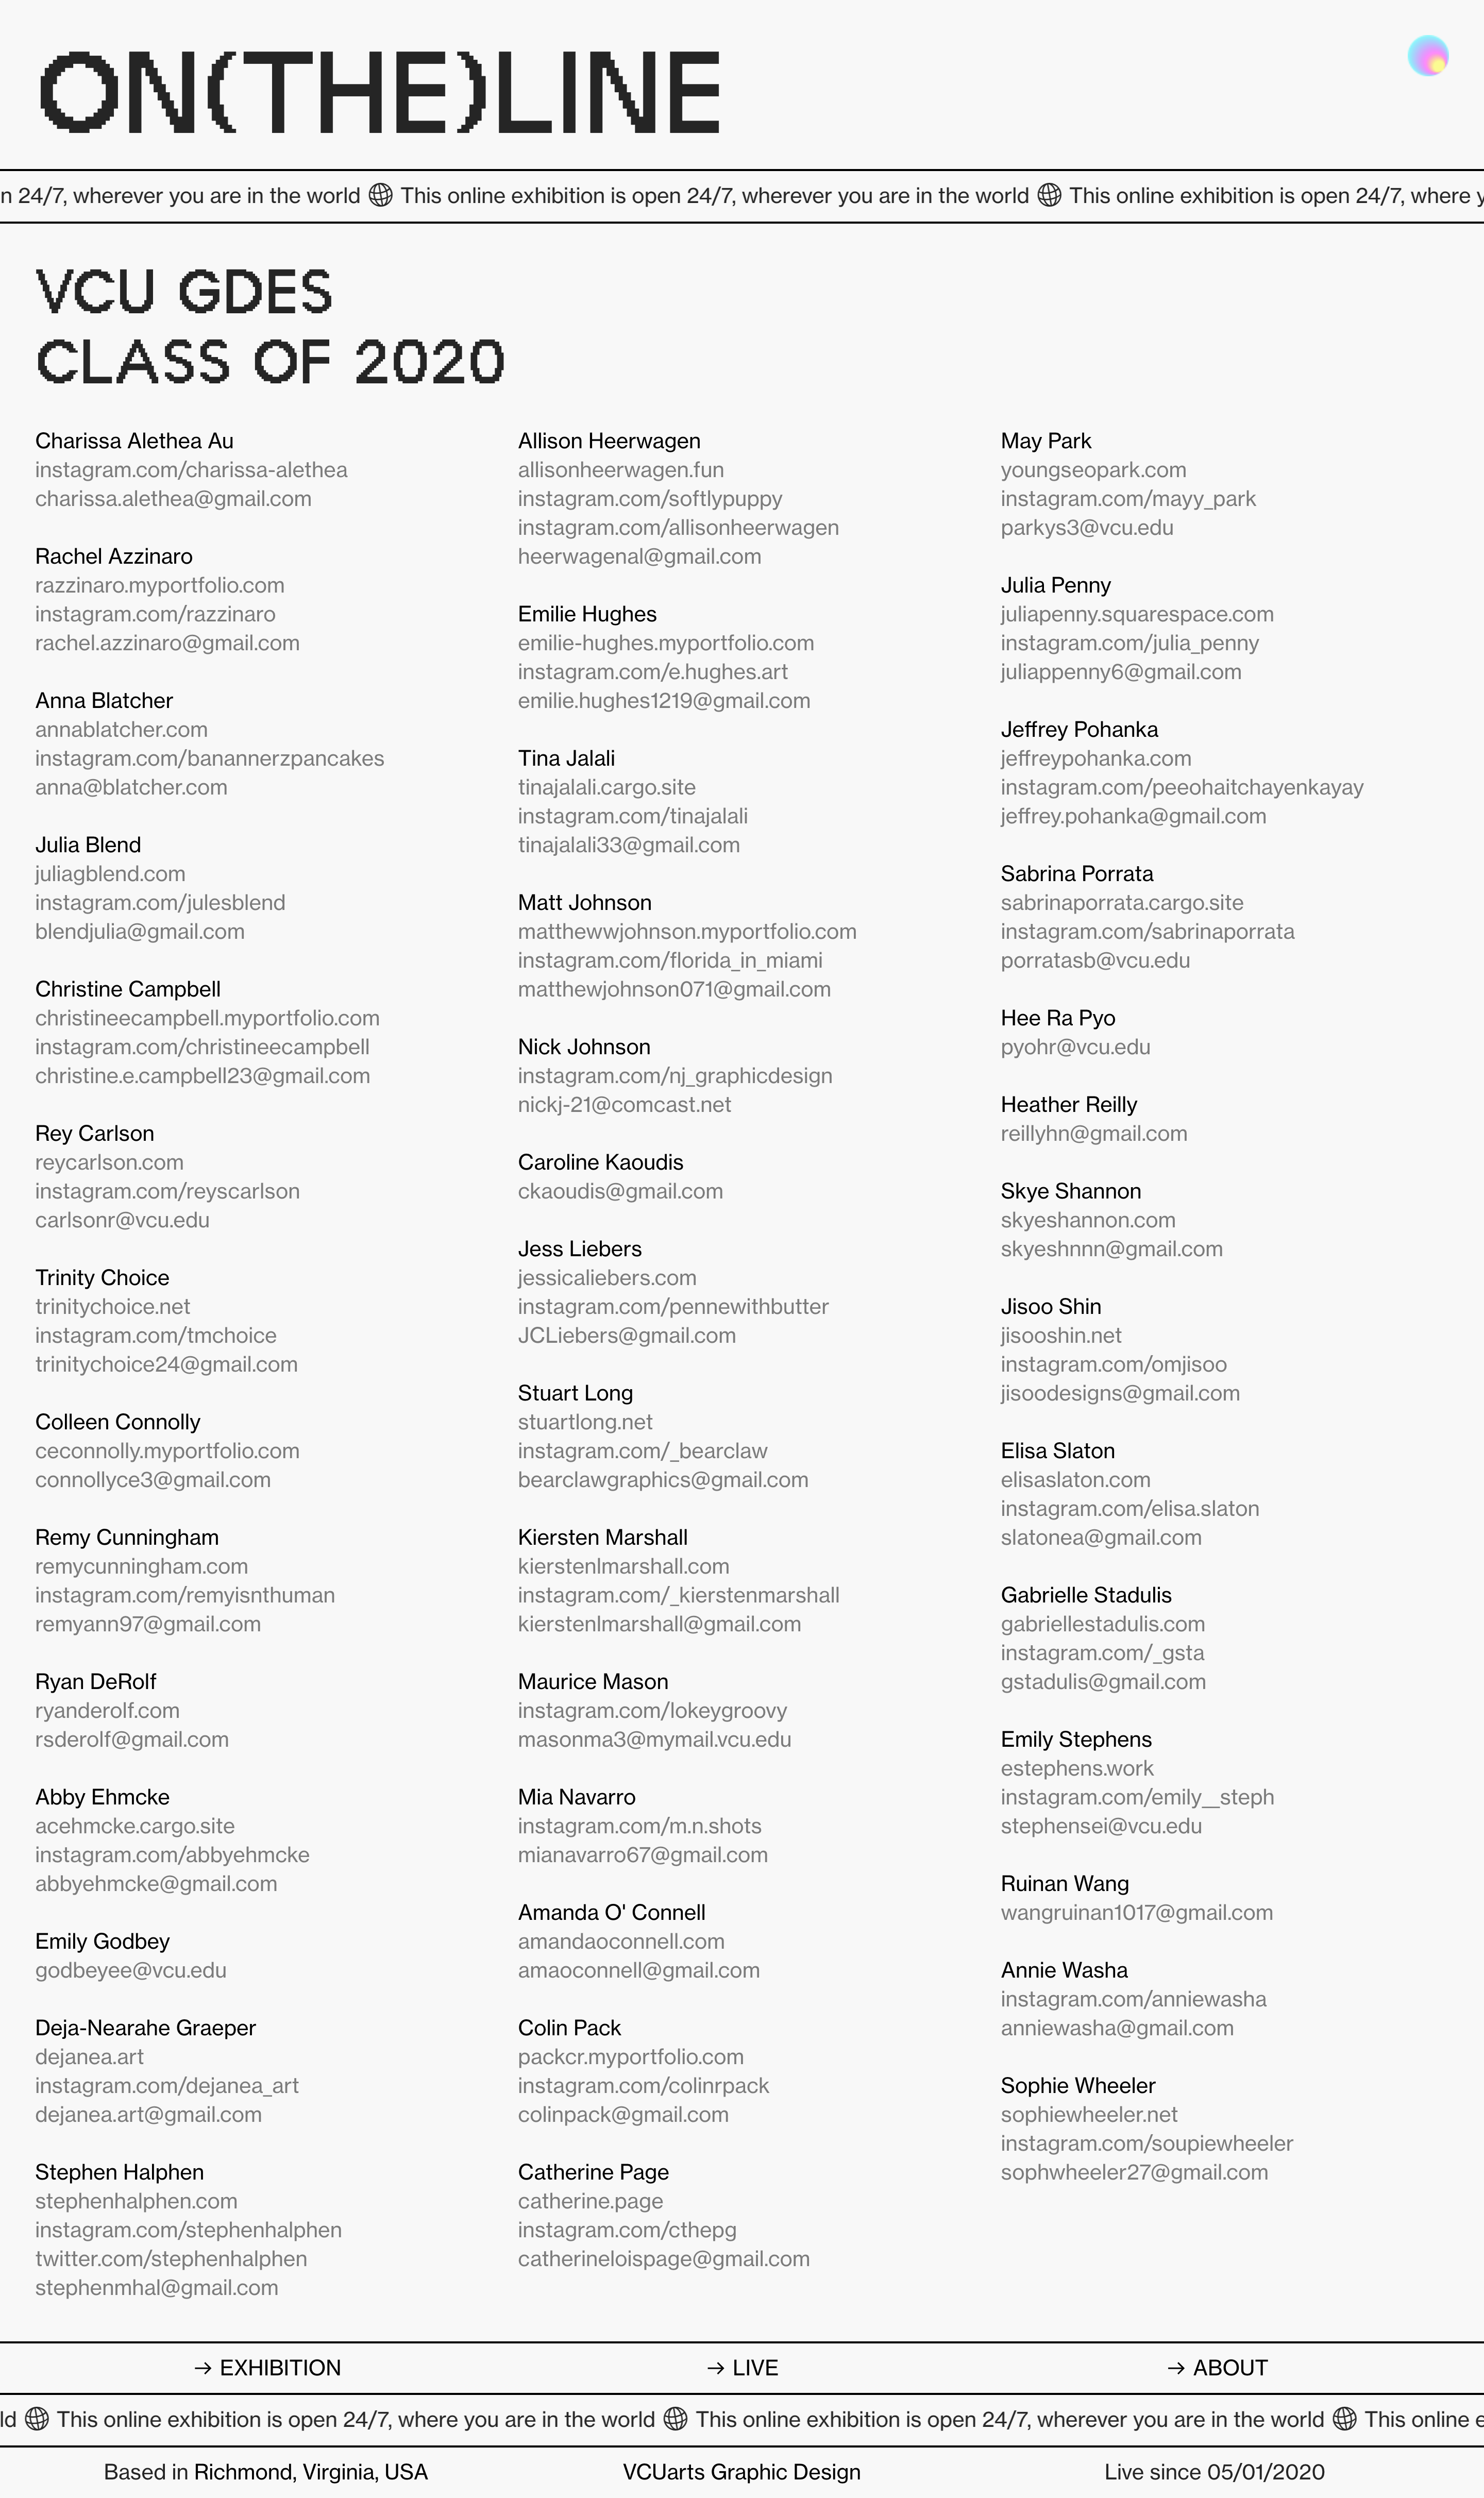 ON(THE)LINE
n 24/7, wherever you are in the world This online exhibition is open 24/7, wherever you are in the world This online exhibition is open 24/7, where y
VCU GDES
CLASS OF 2020
Charissa Alethea Au
instagram.com/charissa-alethea
charissa.alethea@gmail.com
Rachel Azzinaro
razzinaro.myportfolio.com
instagram.com/razzinaro
rachel.azzinaro@gmail.com
Anna Blatcher
annablatcher.com
instagram.com/banannerzpancakes
anna@blatcher.com
Julia Blend
juliagblend.com
instagram.com/julesblend
blendjulia@gmail.com
Christine Campbell
christineecampbell.myportfolio.com
instagram.com/christineecampbell
christine.e.campbell23@gmail.com
Rey Carlson
reycarlson.com
instagram.com/reyscarlson
carlsonr@vcu.edu
Trinity Choice
trinitychoice.net
instagram.com/tmchoice
trinitychoice24@gmail.com
Colleen Connolly
ceconnolly.myportfolio.com
connollyce3@gmail.com
Remy Cunningham
remycunningham.com
instagram.com/remyisnthuman
remyann97@gmail.com
Ryan DeRolf
ryanderolf.com
rsderolf@gmail.com
Abby Ehmcke
acehmcke.cargo.site
instagram.com/abbyehmcke
abbyehmcke@gmail.com
Emily Godbey
godbeyee@vcu.edu
Deja-Nearahe Graeper
dejanea.art
instagram.com/dejanea_art
dejanea.art@gmail.com
Stephen Halphen
stephenhalphen.com
instagram.com/stephenhalphen
twitter.com/stephenhalphen
stephenmhal@gmail.com
Allison Heerwagen
allisonheerwagen.fun
instagram.com/softlypuppy
instagram.com/allisonheerwagen
heerwagenal@gmail.com
Emilie Hughes
emilie-hughes.myportfolio.com
instagram.com/e.hughes.art
emilie.hughes1219@gmail.com
Tina Jalali
tinajalali.cargo.site
instagram.com/tinajalali
tinajalali33@gmail.com
Matt Johnson
matthewwjohnson.myportfolio.com
instagram.com/florida_in_miami
matthewjohnson071@gmail.com
Nick Johnson
instagram.com/nj_graphicdesign
nickj-21@comcast.net
Caroline Kaoudis
ckaoudis@gmail.com
Jess Liebers
jessicaliebers.com
instagram.com/pennewithbutter
JCLiebers@gmail.com
Stuart Long
stuartlong.net
instagram.com/_bearclaw
bearclawgraphics@gmail.com
Kiersten Marshall
kierstenlmarshall.com
instagram.com/_kierstenmarshall
kierstenlmarshall@gmail.com
Maurice Mason
instagram.com/lokeygroovy
masonma3@mymail.vcu.edu
Mia Navarro
instagram.com/m.n.shots
mianavarro67@gmail.com
Amanda O' Connell
amandaoconnell.com
amaoconnell@gmail.com
Colin Pack
packcr.myportfolio.com
instagram.com/colinrpack
colinpack@gmail.com
Catherine Page
catherine.page
instagram.com/cthepg
catherineloispage@gmail.com
May Park
youngseopark.com
instagram.com/mayy_park
parkys3@vcu.edu
Julia Penny
juliapenny.squarespace.com
instagram.com/julia_penny
juliappenny6@gmail.com
Jeffrey Pohanka
jeffreypohanka.com
instagram.com/peeohaitchayenkayay
jeffrey.pohanka@gmail.com
Sabrina Porrata
sabrinaporrata.cargo.site
instagram.com/sabrinaporrata
porratasb@vcu.edu
Hee Ra Pyo
pyohr@vcu.edu
Heather Reilly
reillyhn@gmail.com
Skye Shannon
skyeshannon.com
skyeshnnn@gmail.com
Jisoo Shin
jisooshin.net
instagram.com/omjisoo
jisoodesigns@gmail.com
Elisa Slaton
elisaslaton.com
instagram.com/elisa.slaton
slatonea@gmail.com
Gabrielle Stadulis
gabriellestadulis.com
instagram.com/_gsta
gstadulis@gmail.com
Emily Stephens
estephens.work
instagram.com/emily__steph
stephensei@vcu.edu
Ruinan Wang
wangruinan1017@gmail.com
Annie Washa
instagram.com/anniewasha
anniewasha@gmail.com
Sophie Wheeler
sophiewheeler.net
instagram.com/soupiewheeler
sophwheeler27@gmail.com
→ EXHIBITION → LIVE → ABOUT
ld This online exhibition is open 24/7, where you are in the world This online exhibition is open 24/7, wherever you are in the world This online e
Based in Richmond, Virginia, USA VCUarts Graphic Design Live since 05/01/2020